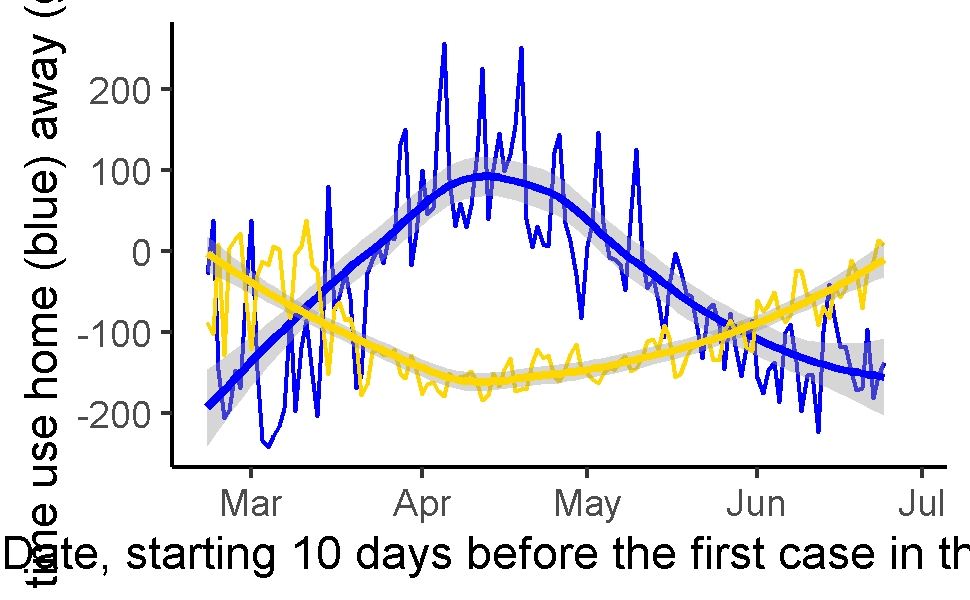 time use home (blue) away (
200
100
0
-100
-200
Mar Apr May Jun Jul
Date, starting 10 days before the first case in th